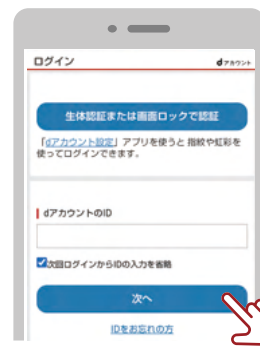 ログイン
dアカウント
生体認証または画面ロックで認証
「dアカウント設定」アプリを使うと 指紋や虹彩を
使ってログインできます。
dアカウントのID
次回ログインからIDの入力を省略
次へ
IDをお忘れの方